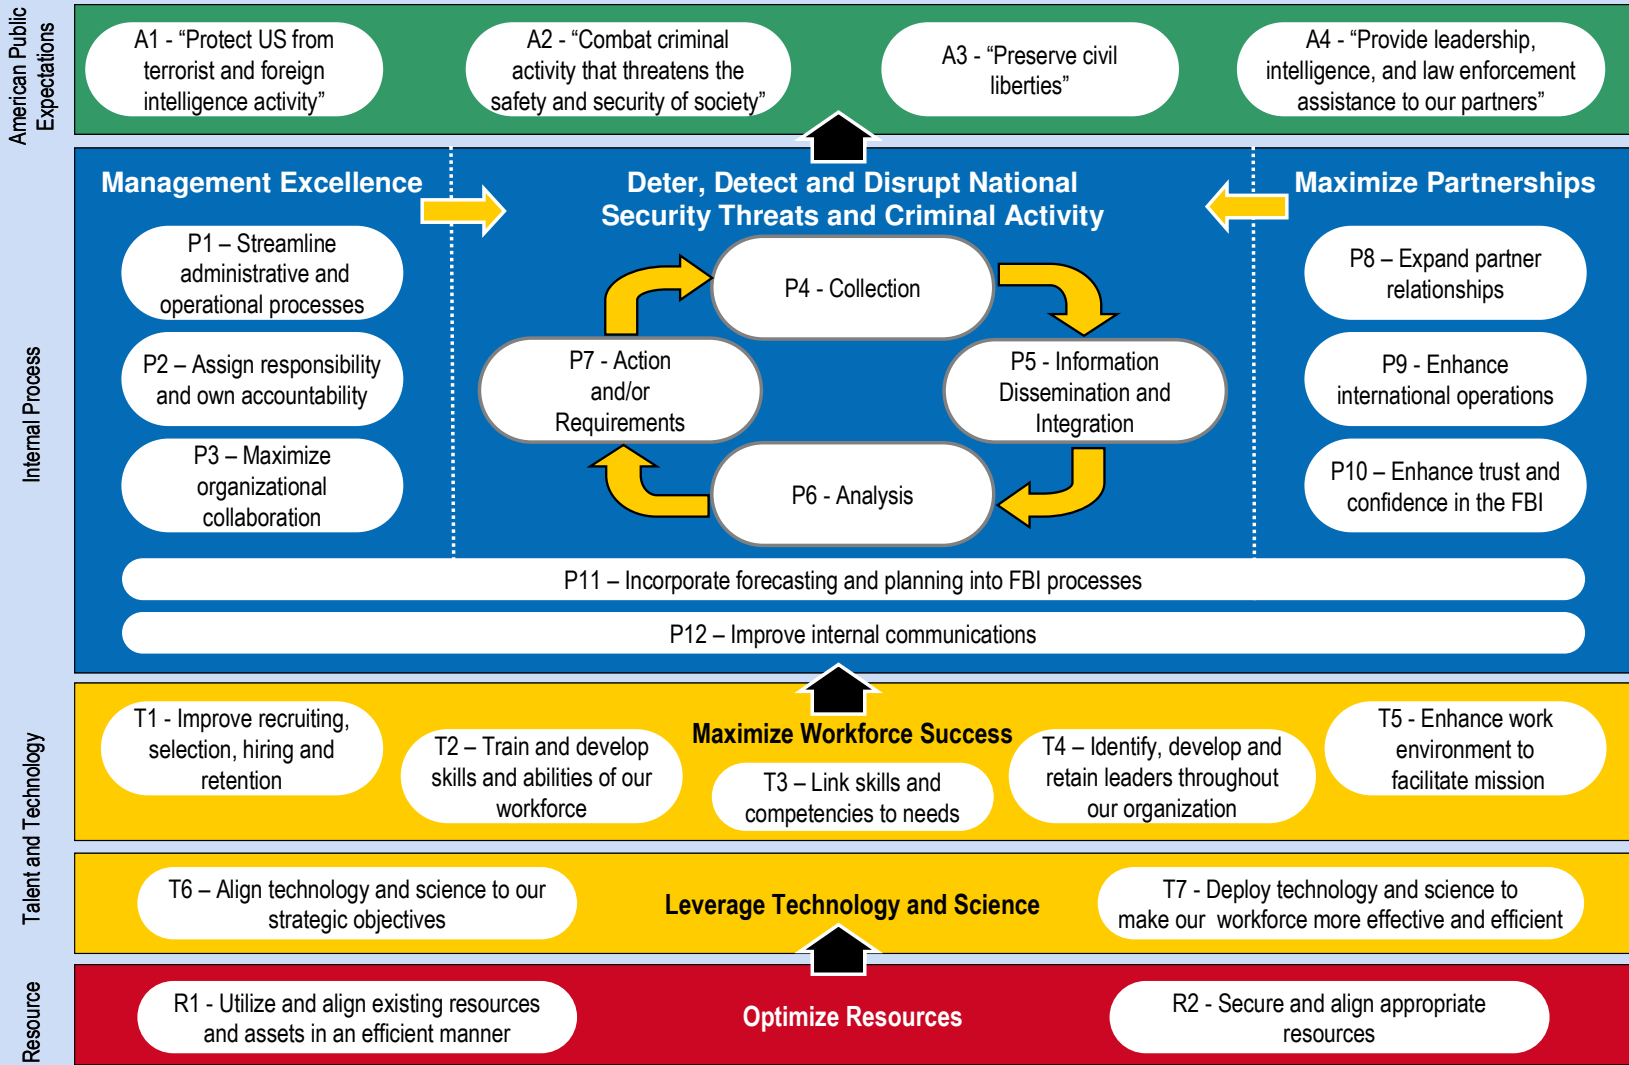 American Public
Expectations
A1 - “Protect US from
terrorist and foreign
intelligence activity”
A2 - “Combat criminal
activity that threatens the
safety and security of society”
A3 - “Preserve civil
liberties”
A4 - “Provide leadership,
intelligence, and law enforcement
assistance to our partners”
Internal Process
Management Excellence
P1 – Streamline
administrative and
operational processes
P2 – Assign responsibility
and own accountability
P3 – Maximize
organizational
collaboration
Deter, Detect and Disrupt National
Security Threats and Criminal Activity
P4 - Collection
P5 - Information
Dissemination and
Integration
P6 - Analysis
P7 - Action
and/or
Requirements
Maximize Partnerships
P8 – Expand partner
relationships
P9 - Enhance
international operations
P10 – Enhance trust and
confidence in the FBI
P11 – Incorporate forecasting and planning into FBI processes
P12 – Improve internal communications
Talent and Technology
Maximize Workforce Success
T1 - Improve recruiting,
selection, hiring and
retention
T2 – Train and develop
skills and abilities of our
workforce
T3 – Link skills and
competencies to needs
T4 – Identify, develop and
retain leaders throughout
our organization
T5 - Enhance work
environment to
facilitate mission
T6 – Align technology and science to our
strategic objectives
Leverage Technology and Science
T7 - Deploy technology and science to
make our workforce more effective and efficient
Resource
R1 - Utilize and align existing resources
and assets in an efficient manner
Optimize Resources
R2 - Secure and align appropriate
resources